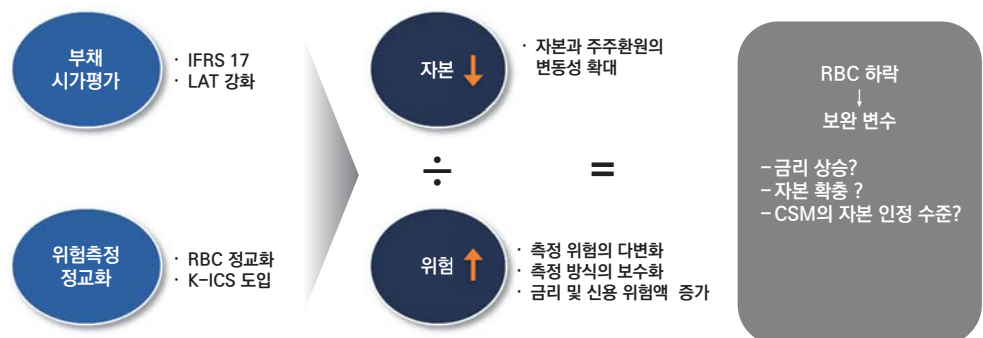 부채
시가평가
· IFRS 17
· LAT 강화
자본
· 자본과 주주환원의
변동성 확대
÷
=
위험측정
정교화
· RBC 정교화
· K-ICS 도입
위험
· 측정 위험의 다변화
· 측정 방식의 보수화
· 금리 및 신용 위험액 증가
RBC 하락
↓
보완 변수
-금리 상승?
-자본 확충 ?
-CSM의 자본 인정 수준?